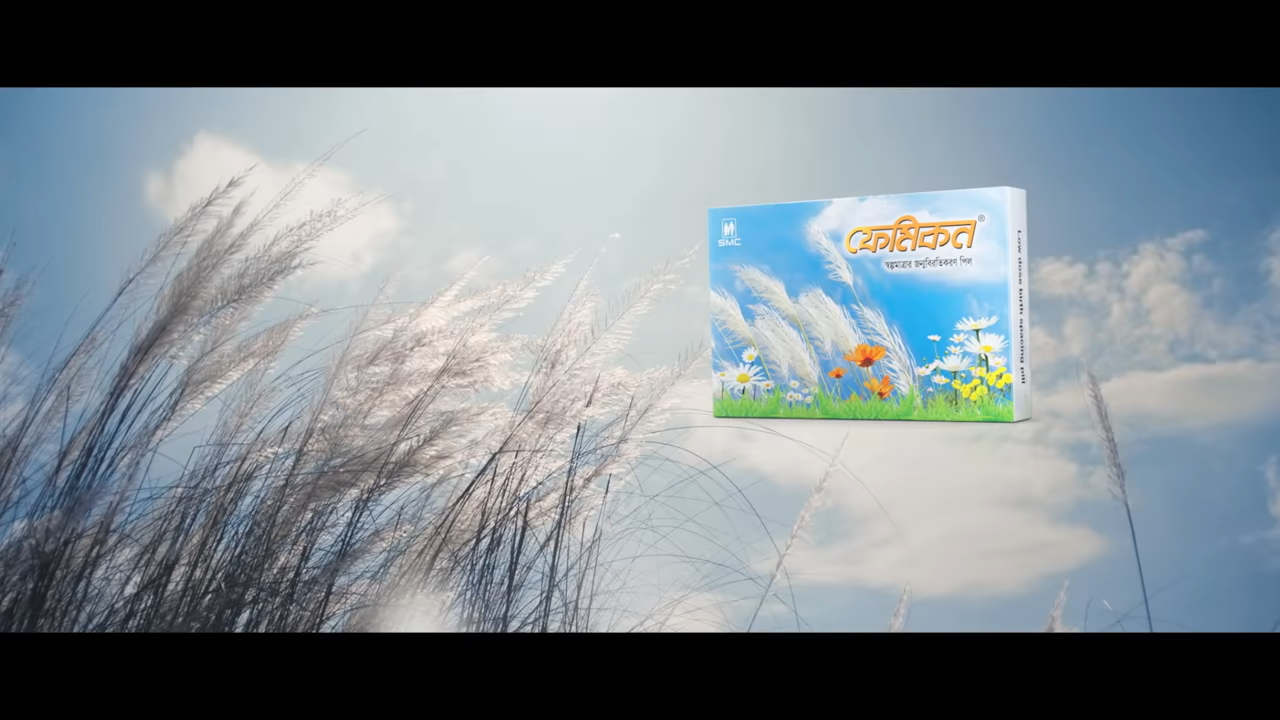 SMC
ফেমিকন®
স্বল্পমাত্রার জন্মবিরতিকরণ পিল
Low dose birth spacing pill